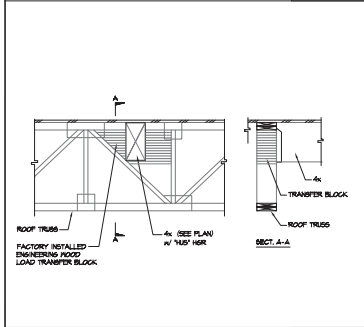 A
4x
TRANSFER BLOCK
ROOF TRUSS
ROOF TRUSS
FACTORY INSTALLED
ENGINEERING WOOD
LOAD TRANSFER BLOCK
A
4x (SEE PLAN)
w/ "HUS" HGR
SECT. A-A